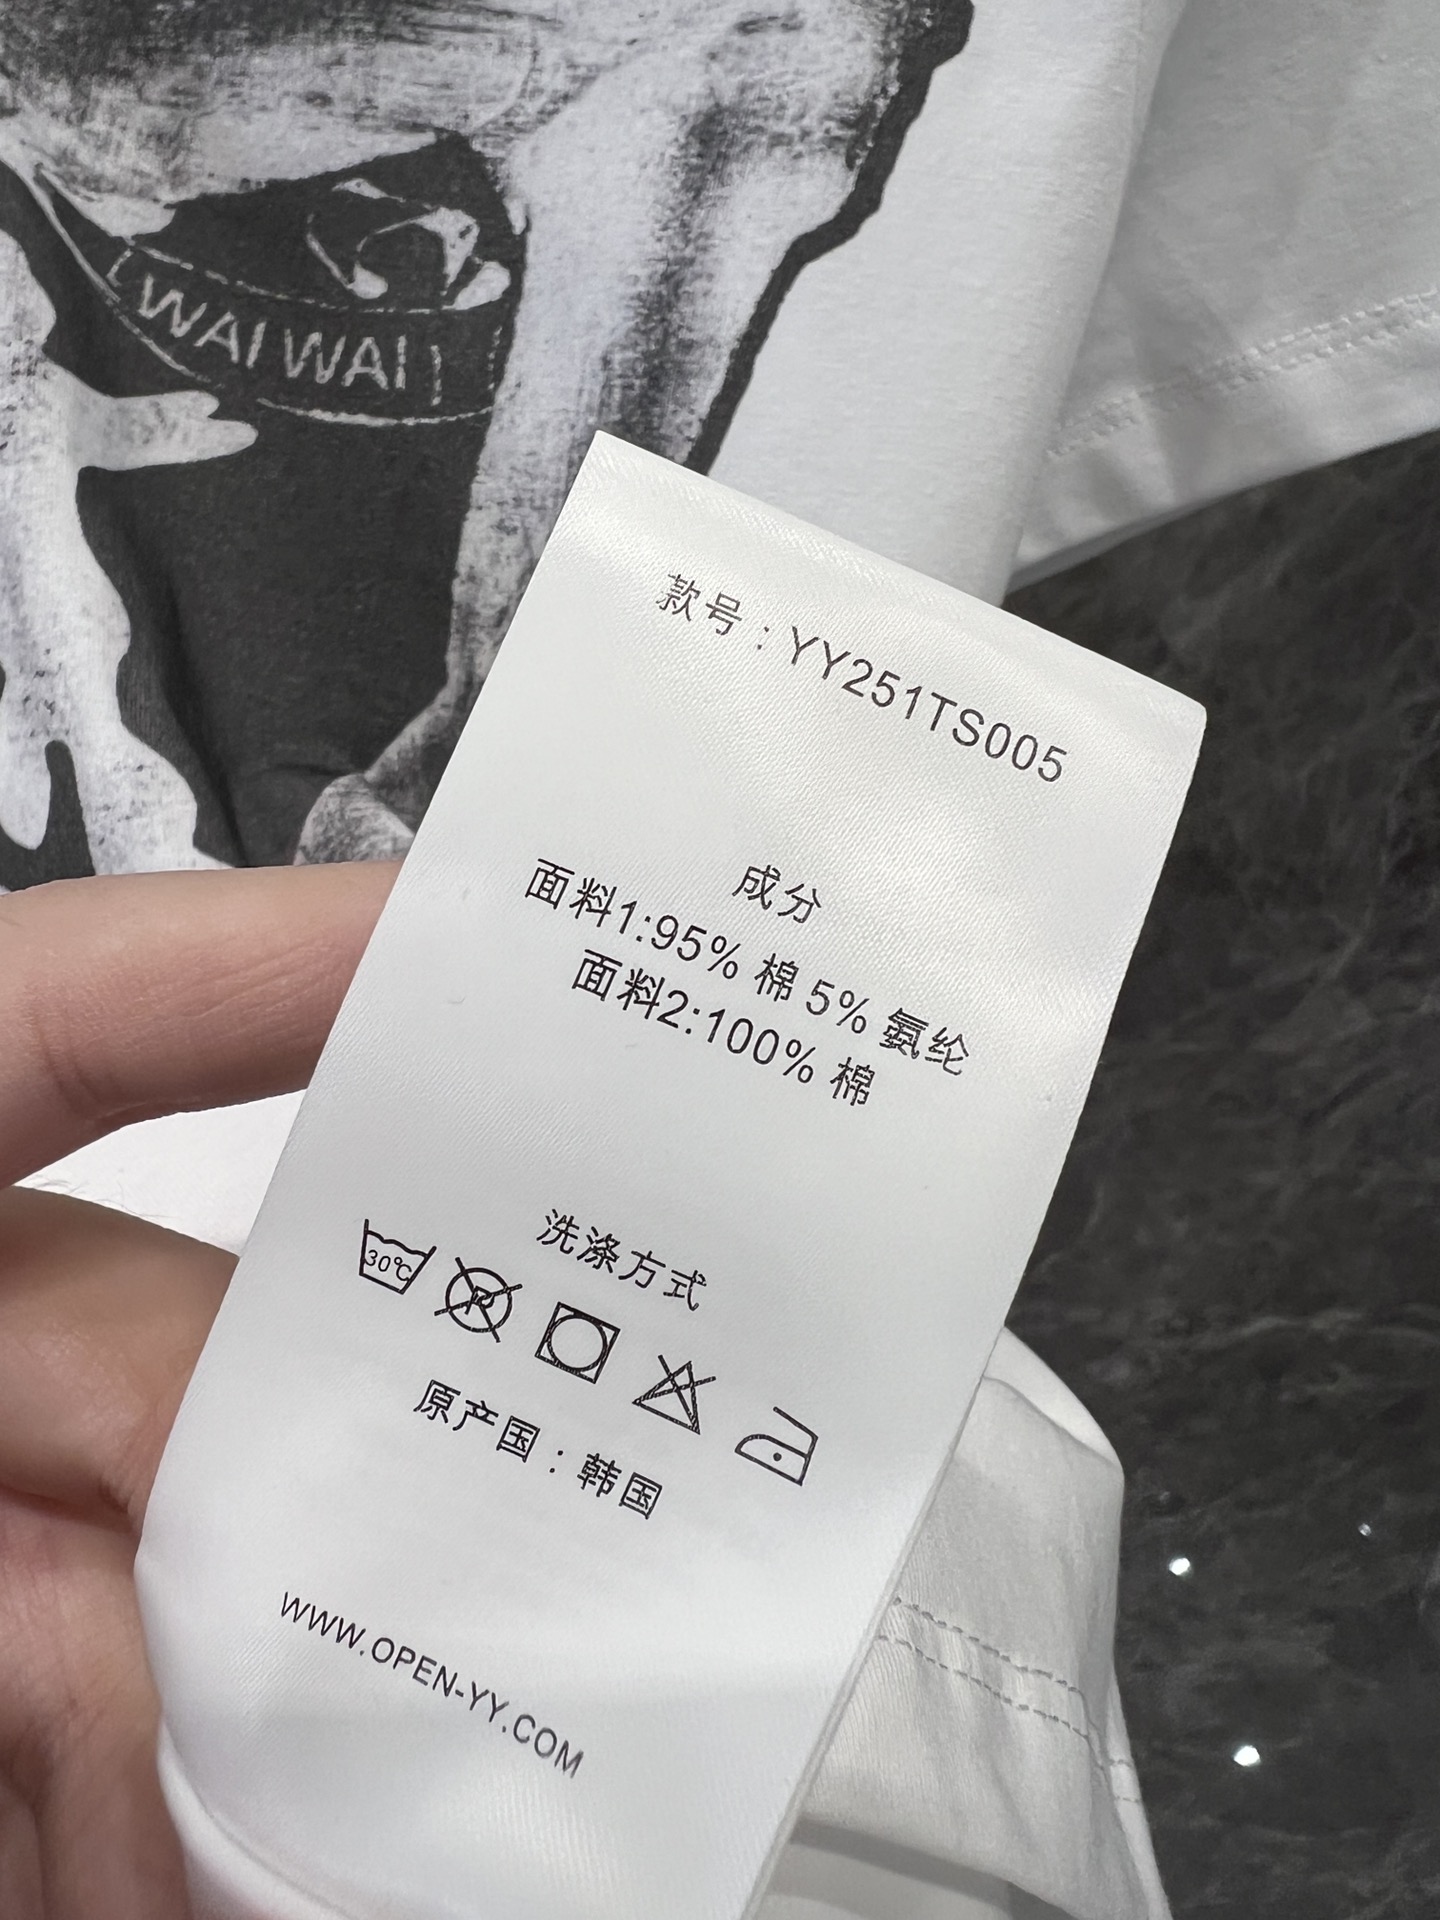 WAI WAI
款号：YY251TS005
成分
面料1:95% 棉 5% 氨纶
面料2:100% 棉
洗涤方式
30℃
P
原产国：韩国
WWW.OPEN-YY.COM